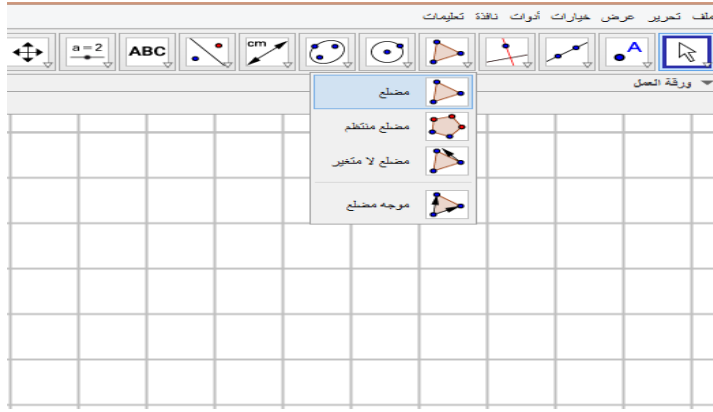 ملف تحرير عرض خيارات أدوات نافذة تعليمات
A
cm
ABC
a = 2
ورقة العمل
مضلع
مضلع منتظم
مضلع لا متغير
موجه مضلع